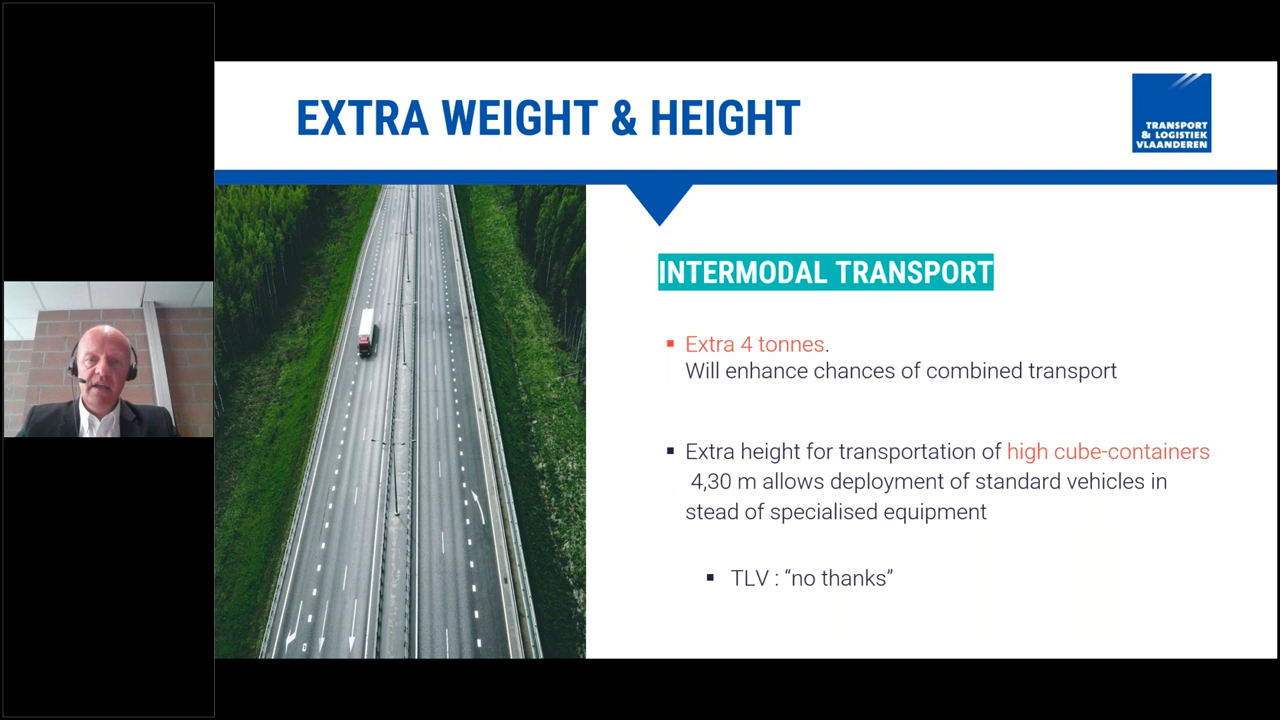 EXTRA WEIGHT & HEIGHT
TRANSPORT
& LOGISTIEK
VLAANDEREN
INTERMODAL TRANSPORT
▪ Extra 4 tonnes.
Will enhance chances of combined transport
▪ Extra height for transportation of high cube-containers
4,30 m allows deployment of standard vehicles in
stead of specialised equipment
▪ TLV : “no thanks”